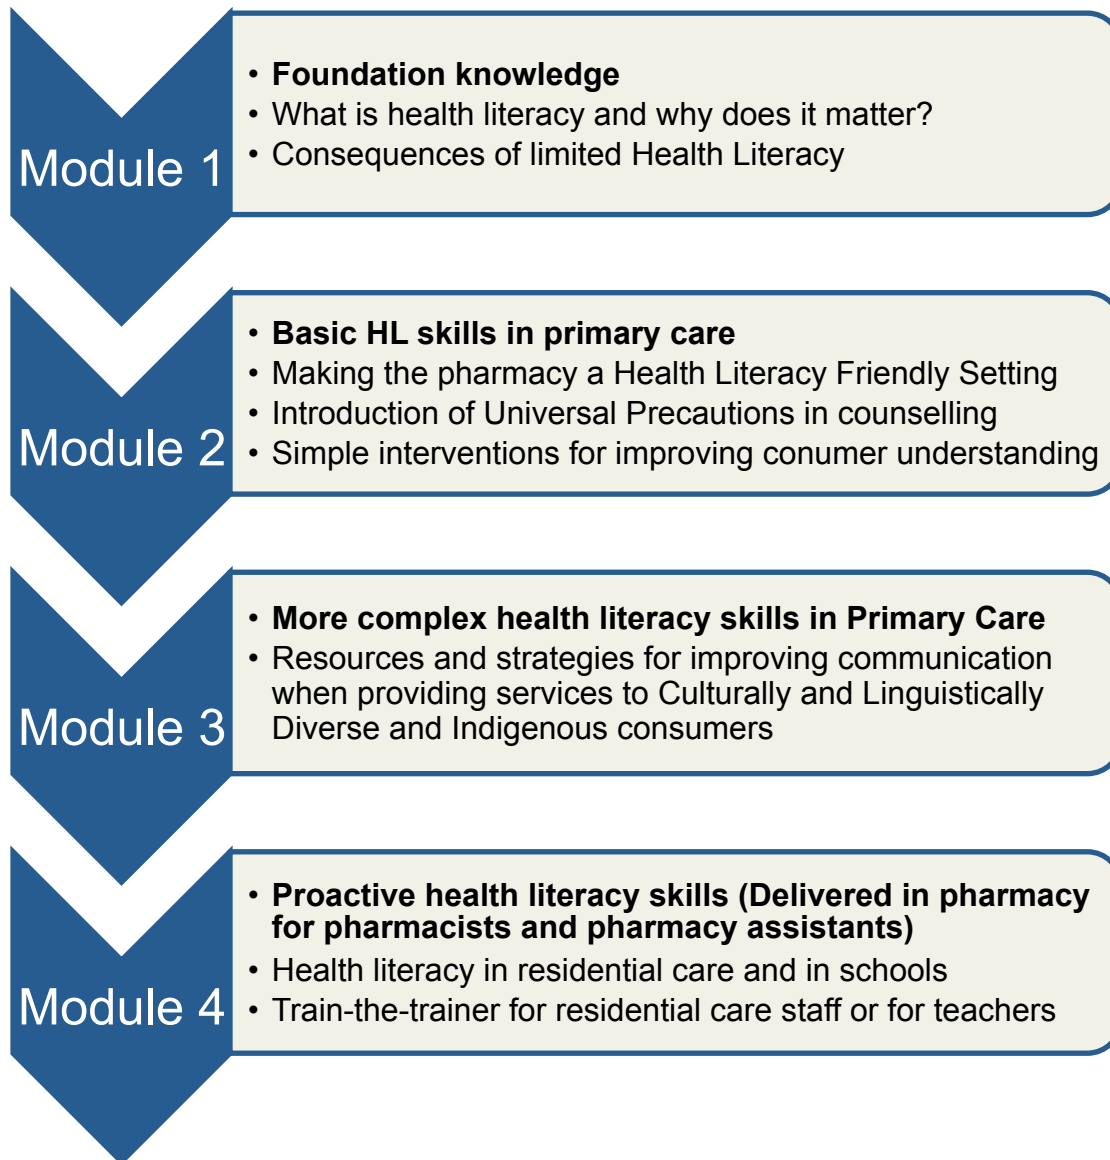 Module 1
• Foundation knowledge
• What is health literacy and why does it matter?
• Consequences of limited Health Literacy
Module 2
• Basic HL skills in primary care
• Making the pharmacy a Health Literacy Friendly Setting
• Introduction of Universal Precautions in counselling
• Simple interventions for improving conumer understanding
Module 3
• More complex health literacy skills in Primary Care
• Resources and strategies for improving communication
when providing services to Culturally and Linguistically
Diverse and Indigenous consumers
Module 4
• Proactive health literacy skills (Delivered in pharmacy
for pharmacists and pharmacy assistants)
• Health literacy in residential care and in schools
• Train-the-trainer for residential care staff or for teachers